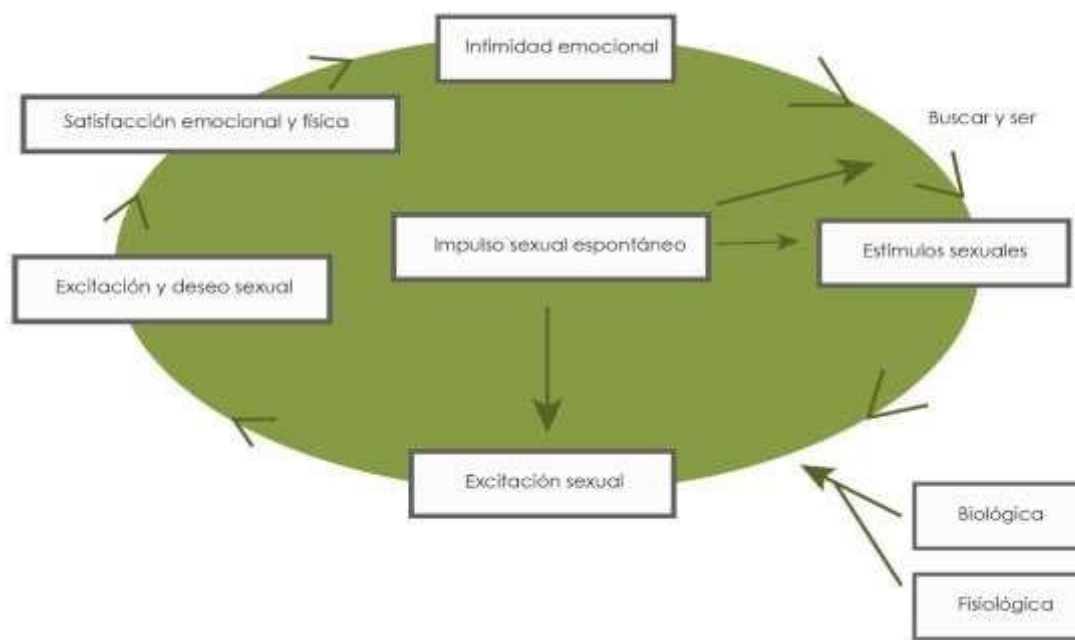 Intimidad emocional
Satisfacción emocional y física
Buscar y ser
Impulso sexual espontáneo
Estímulos sexuales
Excitación y deseo sexual
Excitación sexual
Biológica
Fisiológica